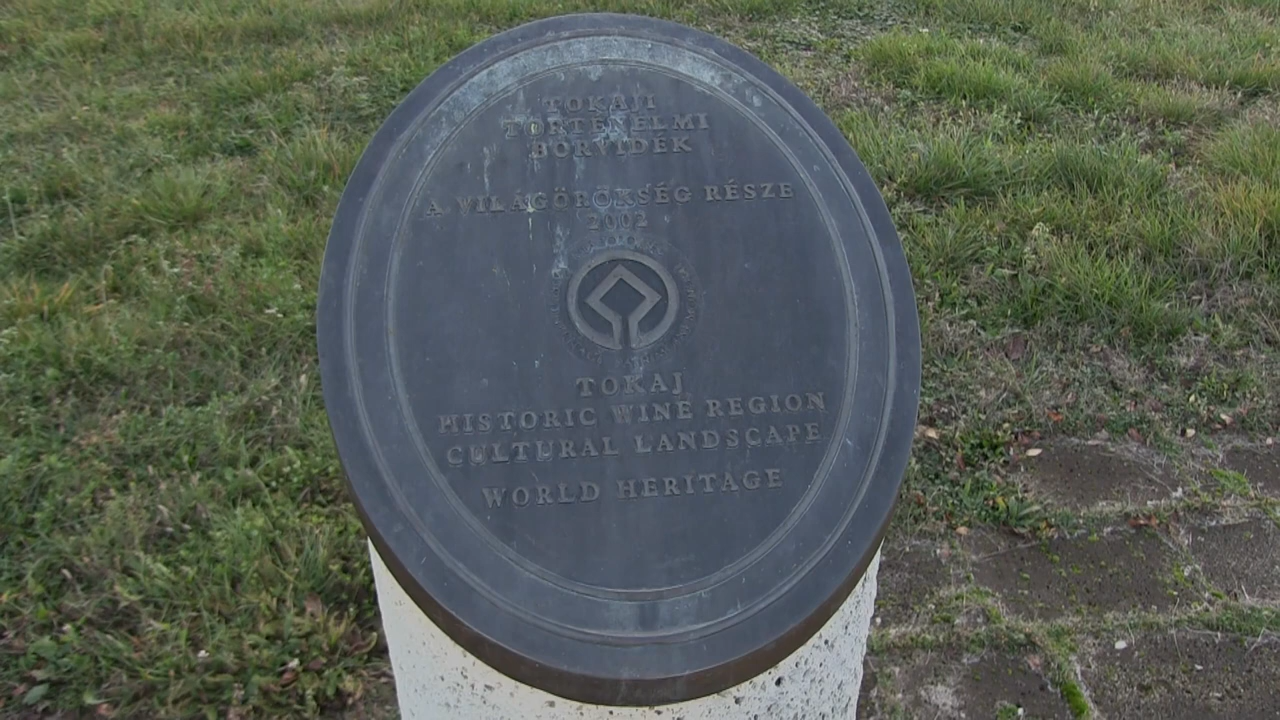 TOKAJI
TÖRTÉNELMI
BORVIDÉK
A VILÁGÖRÖKSÉG RÉSZE
2002
TOKAJ
HISTORIC WINE REGION
CULTURAL LANDSCAPE
WORLD HERITAGE